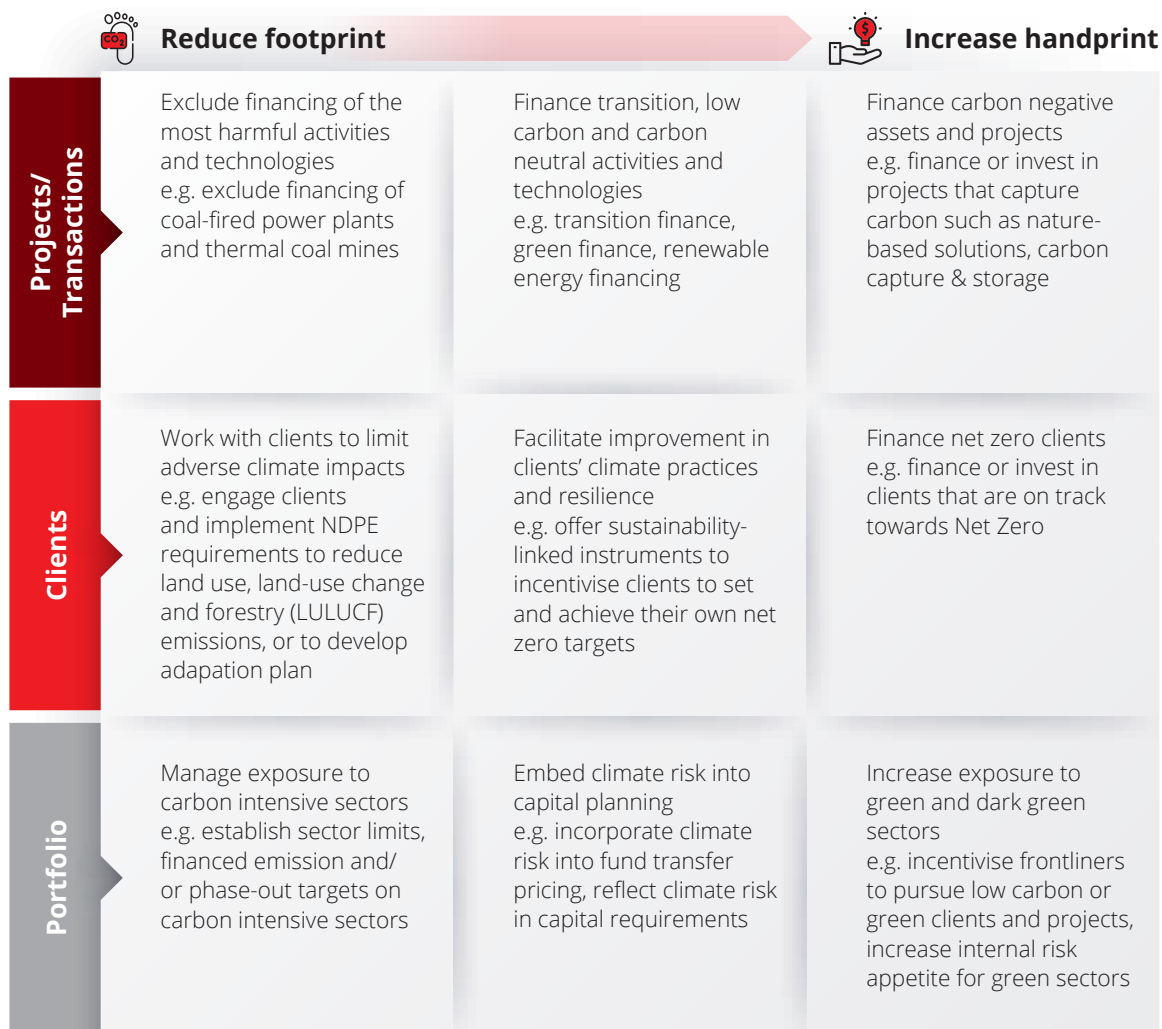 CO2
Reduce footprint
$
Increase handprint
Projects/
Transactions
Exclude financing of the
most harmful activities
and technologies
e.g. exclude financing of
coal-fired power plants
and thermal coal mines
Finance transition, low
carbon and carbon
neutral activities and
technologies
e.g. transition finance,
green finance, renewable
energy financing
Finance carbon negative
assets and projects
e.g. finance or invest in
projects that capture
carbon such as nature-
based solutions, carbon
capture & storage
Clients
Work with clients to limit
adverse climate impacts
e.g. engage clients
and implement NDPE
requirements to reduce
land use, land-use change
and forestry (LULUCF)
emissions, or to develop
adapation plan
Facilitate improvement in
clients’ climate practices
and resilience
e.g. offer sustainability-
linked instruments to
incentivise clients to set
and achieve their own net
zero targets
Finance net zero clients
e.g. finance or invest in
clients that are on track
towards Net Zero
Portfolio
Manage exposure to
carbon intensive sectors
e.g. establish sector limits,
financed emission and/
or phase-out targets on
carbon intensive sectors
Embed climate risk into
capital planning
e.g. incorporate climate
risk into fund transfer
pricing, reflect climate risk
in capital requirements
Increase exposure to
green and dark green
sectors
e.g. incentivise frontliners
to pursue low carbon or
green clients and projects,
increase internal risk
appetite for green sectors